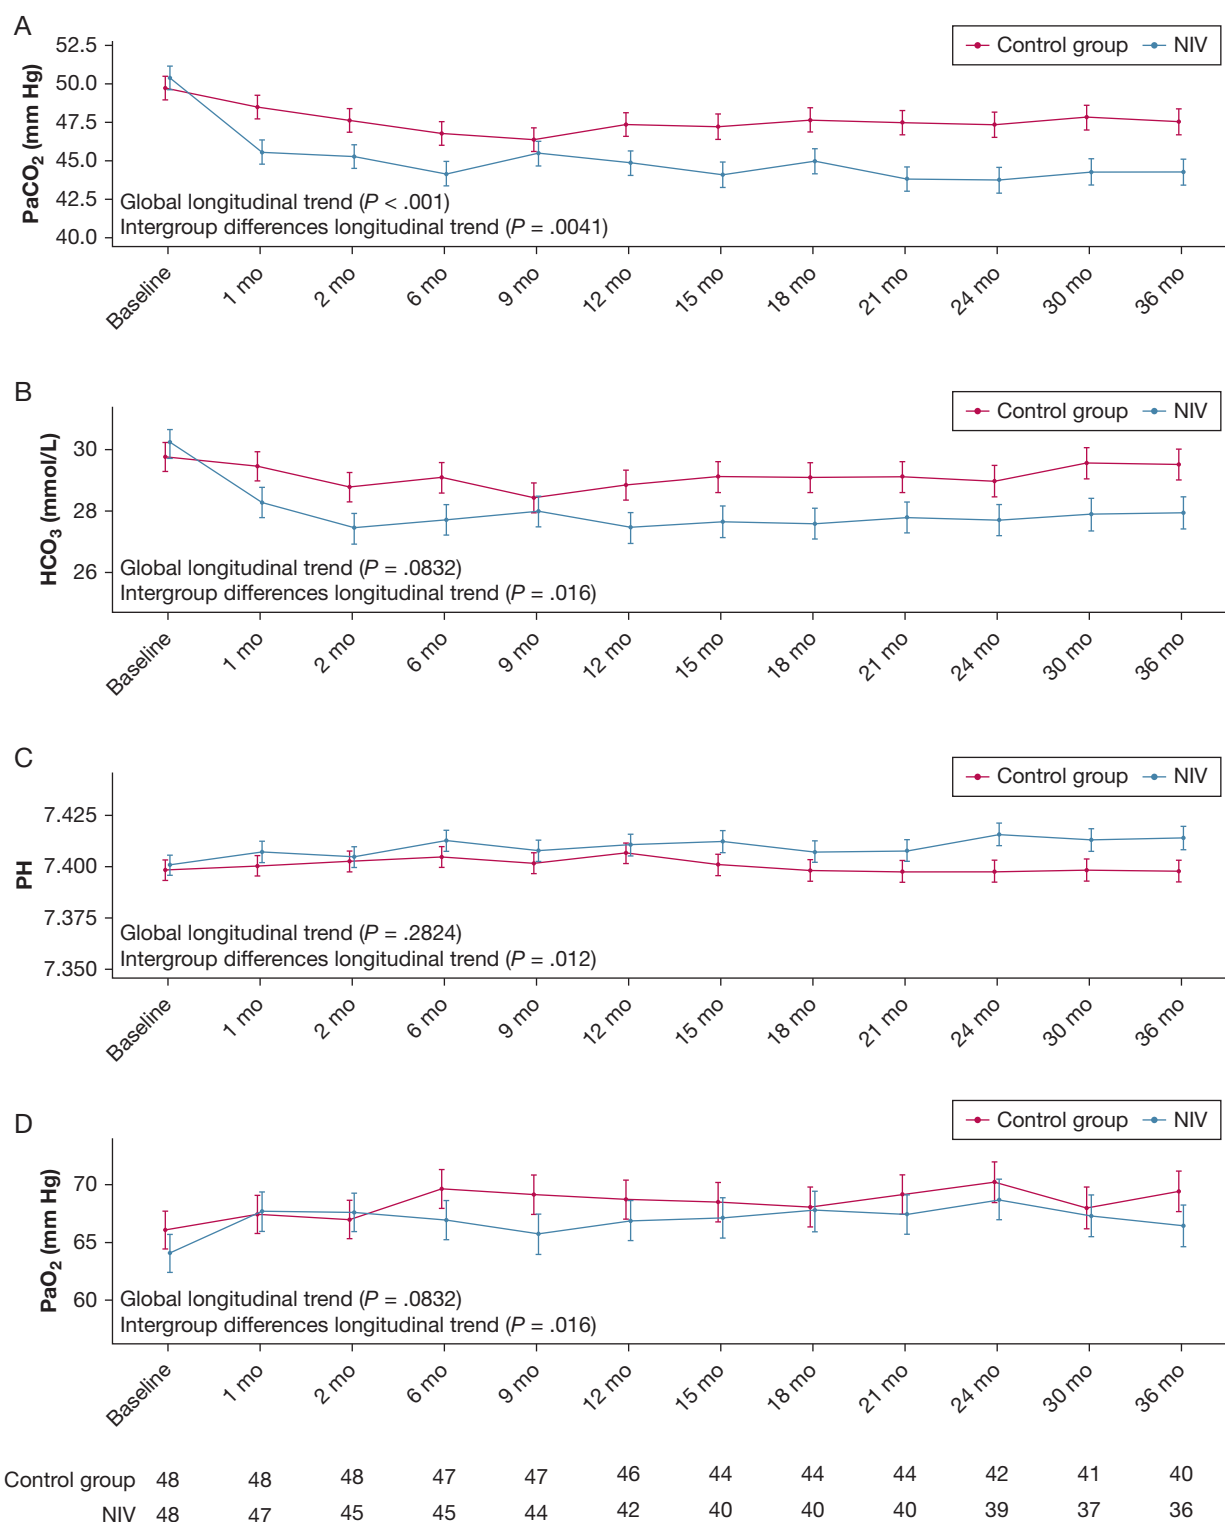 A
Control group NIV
PaCO2 (mm Hg)
52.5
50.0
47.5
45.0
42.5
40.0
Global longitudinal trend (P < .001)
Intergroup differences longitudinal trend (P = .0041)
Baseline 1 mo 2 mo 6 mo 9 mo 12 mo 15 mo 18 mo 21 mo 24 mo 30 mo 36 mo
B
Control group NIV
HCO3 (mmol/L)
30
28
26
Global longitudinal trend (P = .0832)
Intergroup differences longitudinal trend (P = .016)
Baseline 1 mo 2 mo 6 mo 9 mo 12 mo 15 mo 18 mo 21 mo 24 mo 30 mo 36 mo
C
Control group NIV
PH
7.425
7.400
7.375
7.350
Global longitudinal trend (P = .2824)
Intergroup differences longitudinal trend (P = .012)
Baseline 1 mo 2 mo 6 mo 9 mo 12 mo 15 mo 18 mo 21 mo 24 mo 30 mo 36 mo
D
Control group NIV
PaO2 (mm Hg)
70
65
60
Global longitudinal trend (P = .0832)
Intergroup differences longitudinal trend (P = .016)
Baseline 1 mo 2 mo 6 mo 9 mo 12 mo 15 mo 18 mo 21 mo 24 mo 30 mo 36 mo
Control group 48 48 48 47 47 46 44 44 44 42 41 40
NIV 48 47 45 45 44 42 40 40 40 39 37 36